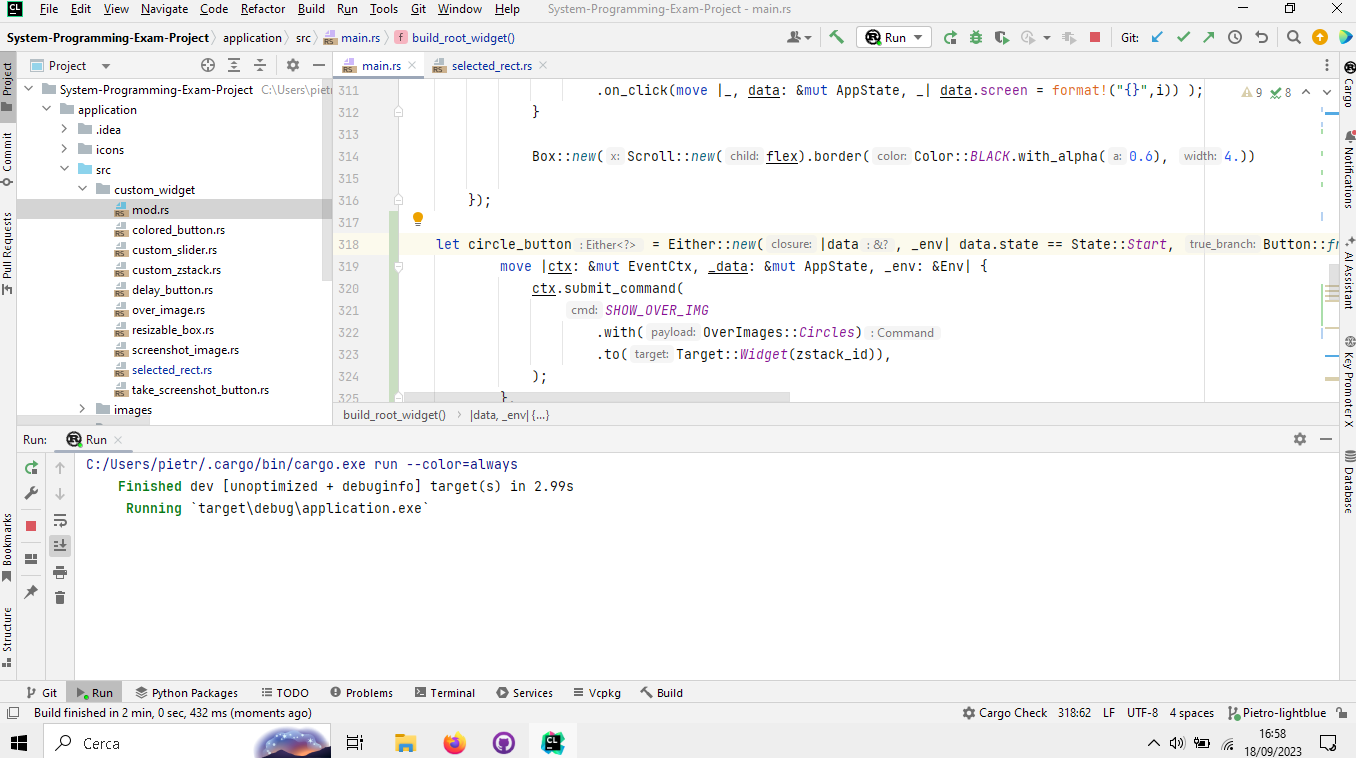 CL File Edit View Navigate Code Refactor Build Run Tools Git Window Help System-Programming-Exam-Project - main.rs
System-Programming-Exam-Project application src main.rs f build_root_widget() Run Git:
Project main.rs selected_rect.rs
System-Programming-Exam-Project C:\Users\pietr
application
.idea
icons
src
custom_widget
mod.rs
colored_button.rs
custom_slider.rs
custom_zstack.rs
delay_button.rs
over_image.rs
resizable_box.rs
screenshot_image.rs
selected_rect.rs
take_screenshot_button.rs
images
311 .on_click(move |_, data: &mut AppState, _| data.screen = format!("{}",i)) ); 9 8
312 }
313
314 Box::new( x: Scroll::new( child: flex).border( color: Color::BLACK.with_alpha( a: 0.6), width: 4.))
315
316 });
317
318 let circle_button : Either<?> = Either::new( closure: |data : &?, _env| data.state == State::Start, true_branch: Button::fr
319 move |ctx: &mut EventCtx, _data: &mut AppState, _env: &Env| {
320 ctx.submit_command(
321 cmd: SHOW_OVER_IMG
322 .with( payload: OverImages::Circles) : Command
323 .to( target: Target::Widget(zstack_id)),
324 );
325 },
build_root_widget() |data, _env| {...}
Project
Commit
Pull Requests
Bookmarks
Structure
Cargo
Notifications
AI Assistant
Key Promoter X
Database
Run: Run
C:/Users/pietr/.cargo/bin/cargo.exe run --color=always
Finished dev [unoptimized + debuginfo] target(s) in 2.99s
Running `target\debug\application.exe`
Git Run Python Packages TODO Problems Terminal Services Vcpkg Build
Build finished in 2 min, 0 sec, 432 ms (moments ago) Cargo Check 318:62 LF UTF-8 4 spaces Pietro-lightblue
Cerca CL 16:58
18/09/2023